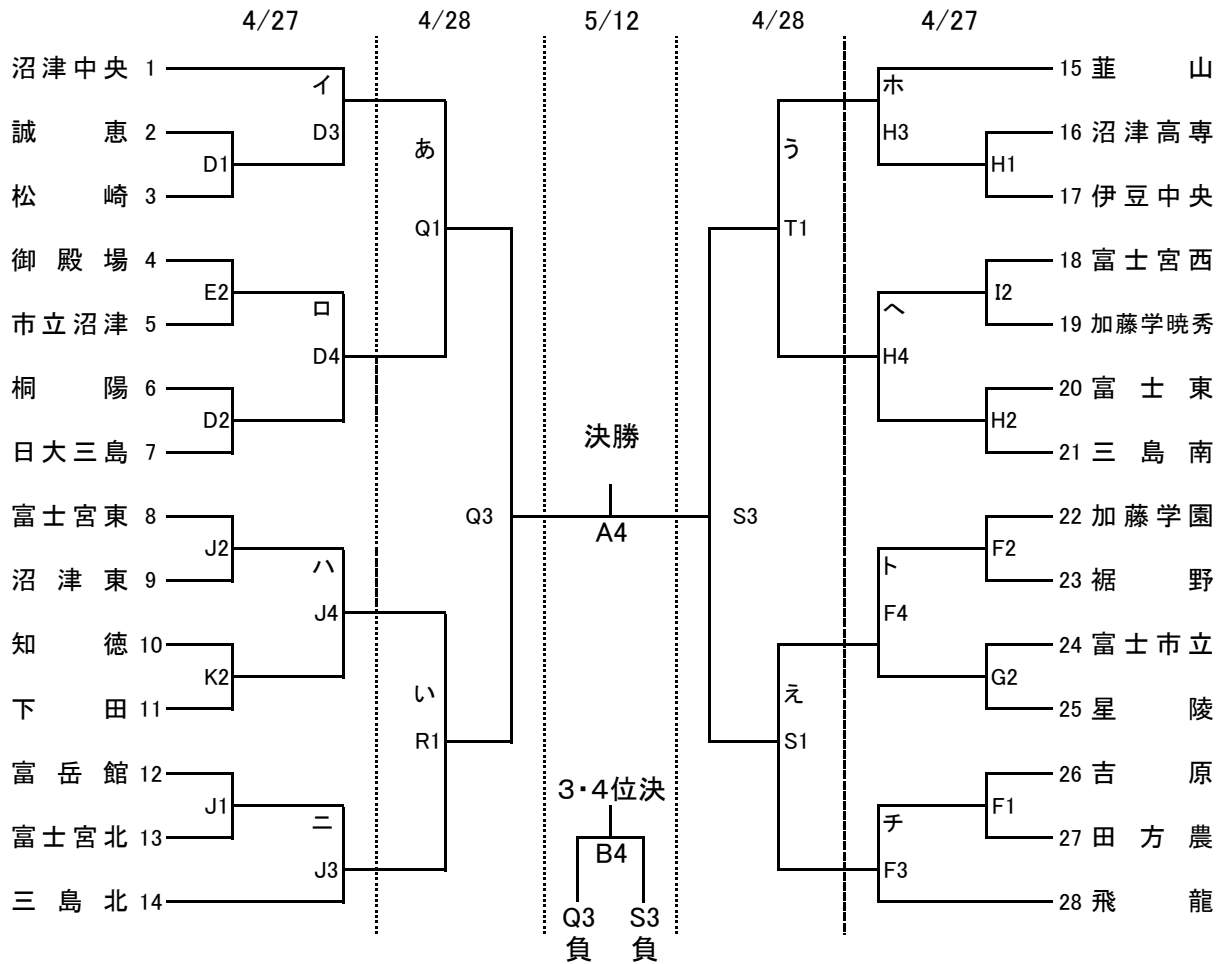 4/27 4/28 5/12 4/28 4/27
沼津中央 1 イ ホ 15 韮山
誠恵 2 D3 あ う H3 16 沼津高専
D1 H1
松崎 3 17 伊豆中央
Q1 T1
御殿場 4 18 富士宮西
E2 ロ ヘ I2
市立沼津 5 19 加藤学暁秀
D4 H4
桐陽 6 20 富士東
D2 H2
日大三島 7 決勝 21 三島南
富士宮東 8 Q3 A4 S3 22 加藤学園
J2 ハ ト F2
沼津東 9 23 裾野
J4 F4
知徳 10 24 富士市立
K2 い え G2
下田 11 25 星陵
R1 S1
富岳館 12 3・4位決 26 吉原
J1 ニ チ F1
富士宮北 13 B4 27 田方農
J3 F3
三島北 14 28 飛龍
Q3 S3
負 負